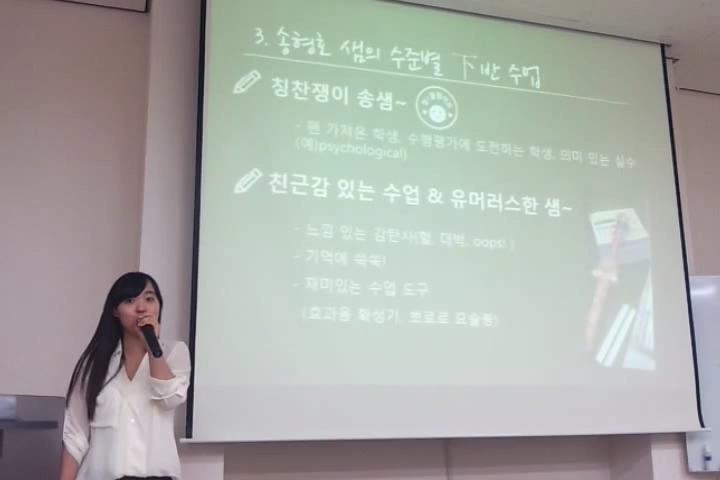 3. 송형호 샘의 수준별 下반 수업
칭찬쟁이 송샘~
- 펜 가져온 학생, 수행평가에 도전하는 학생, 의미 있는 실수
(예)psychological)
친근감 있는 수업 & 유머러스한 샘~
- 느낌 있는 감탄사(헐, 대박, oops! )
- 기억에 쏙쏙!
- 재미있는 수업 도구
(효과음 확성기, 뽀로로 요술봉)